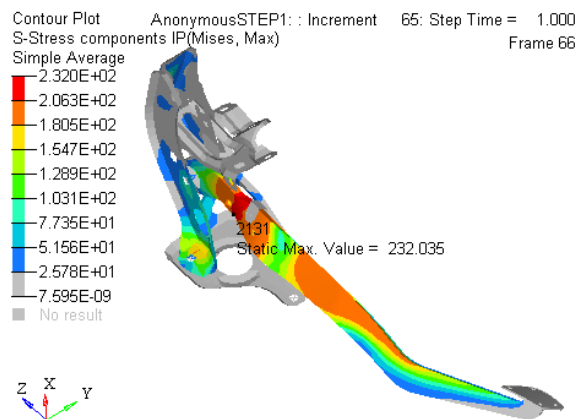 Contour Plot AnonymousSTEP1: : Increment 65: Step Time = 1.000
S-Stress components IP(Mises, Max) Frame 66
Simple Average
2.320E+02
2.063E+02
1.805E+02
1.547E+02
1.289E+02
1.031E+02
7.735E+01
5.156E+01
2.578E+01
7.595E-09
No result
2131
Static Max. Value = 232.035
X
Z Y